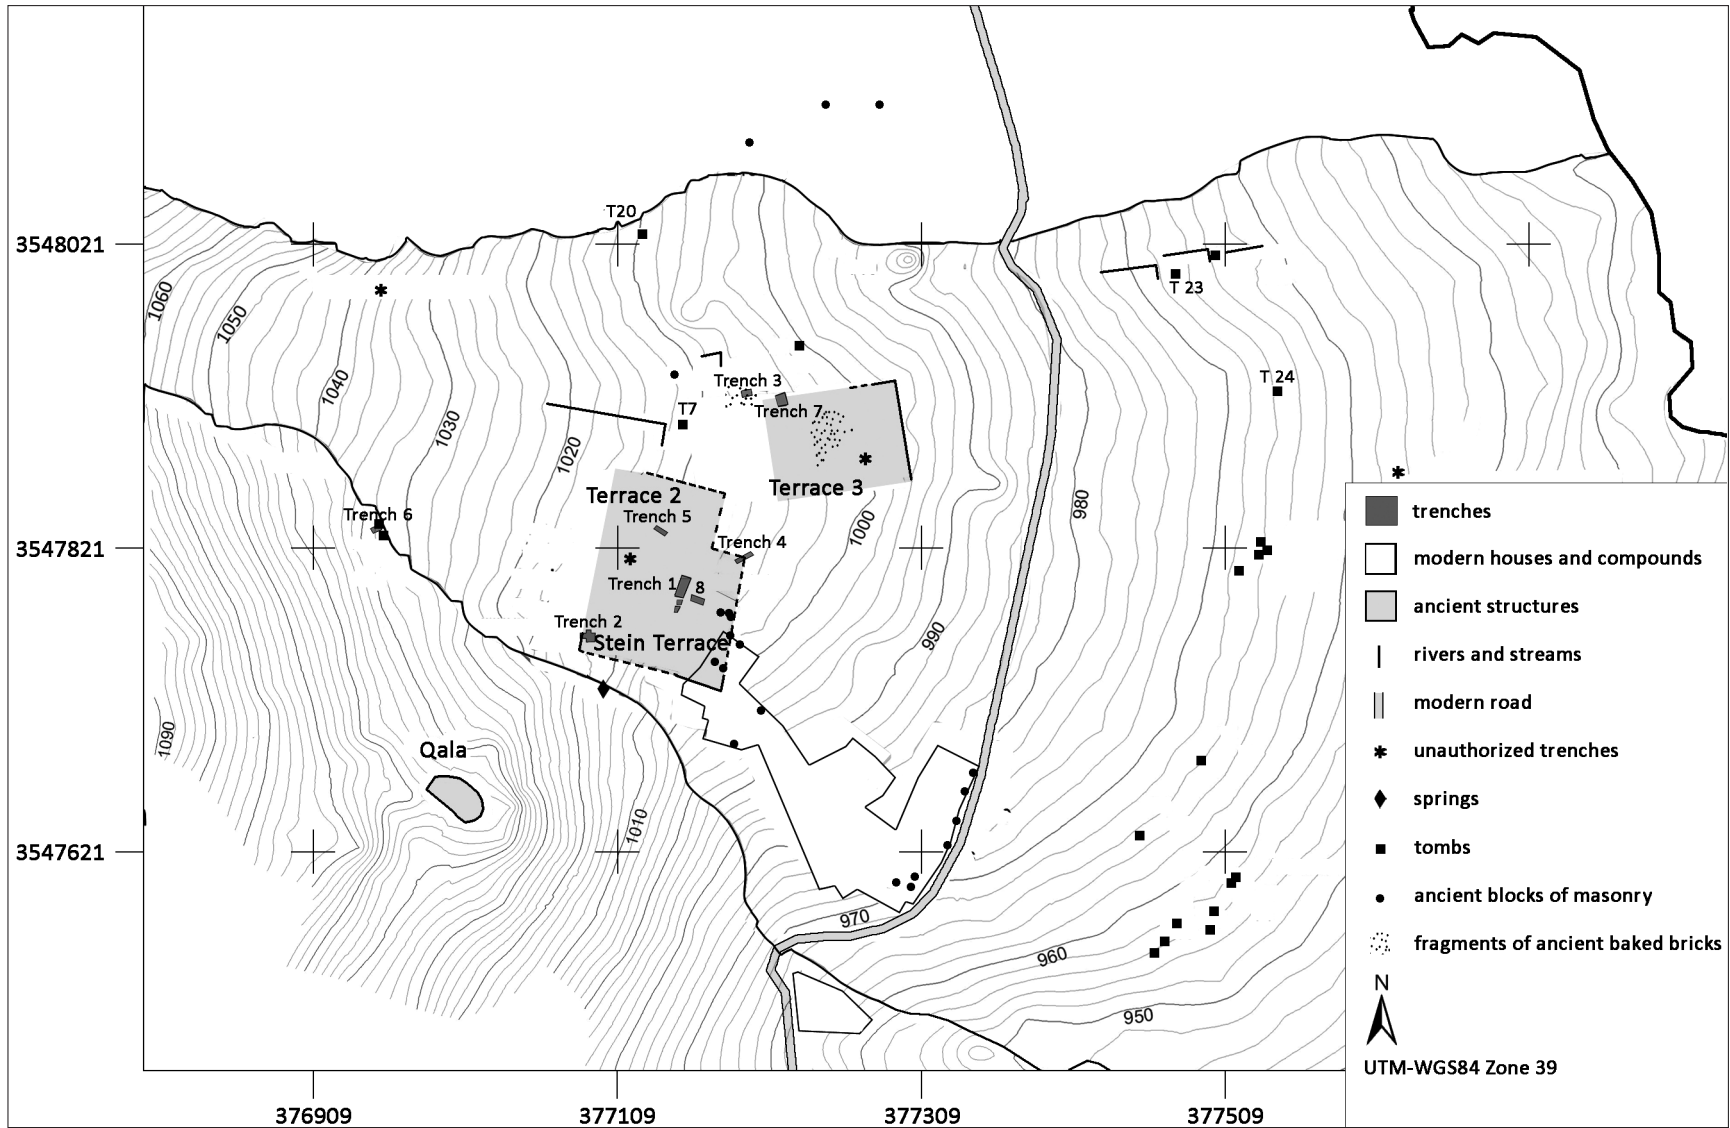 T20
3548021
T 23
1060
1050
1040
T 24
Trench 3
Trench 7
T7
1030
1020
Terrace 3
Terrace 2
Trench 5
Trench 6
980
1000
3547821
Trench 4
Trench 1
8
Trench 2
Stein Terrace
990
1090
Qala
1010
3547621
970
960
950
376909
377109
377309
377509
trenches
modern houses and compounds
ancient structures
rivers and streams
modern road
unauthorized trenches
springs
tombs
ancient blocks of masonry
fragments of ancient baked bricks
N
UTM-WGS84 Zone 39